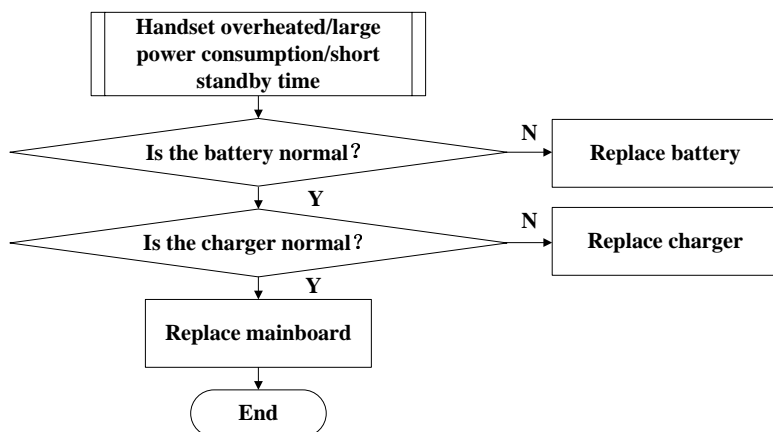 Handset overheated/large
power consumption/short
standby time
Is the battery normal？
N
Replace battery
Y
Is the charger normal？
N
Replace charger
Y
Replace mainboard
End